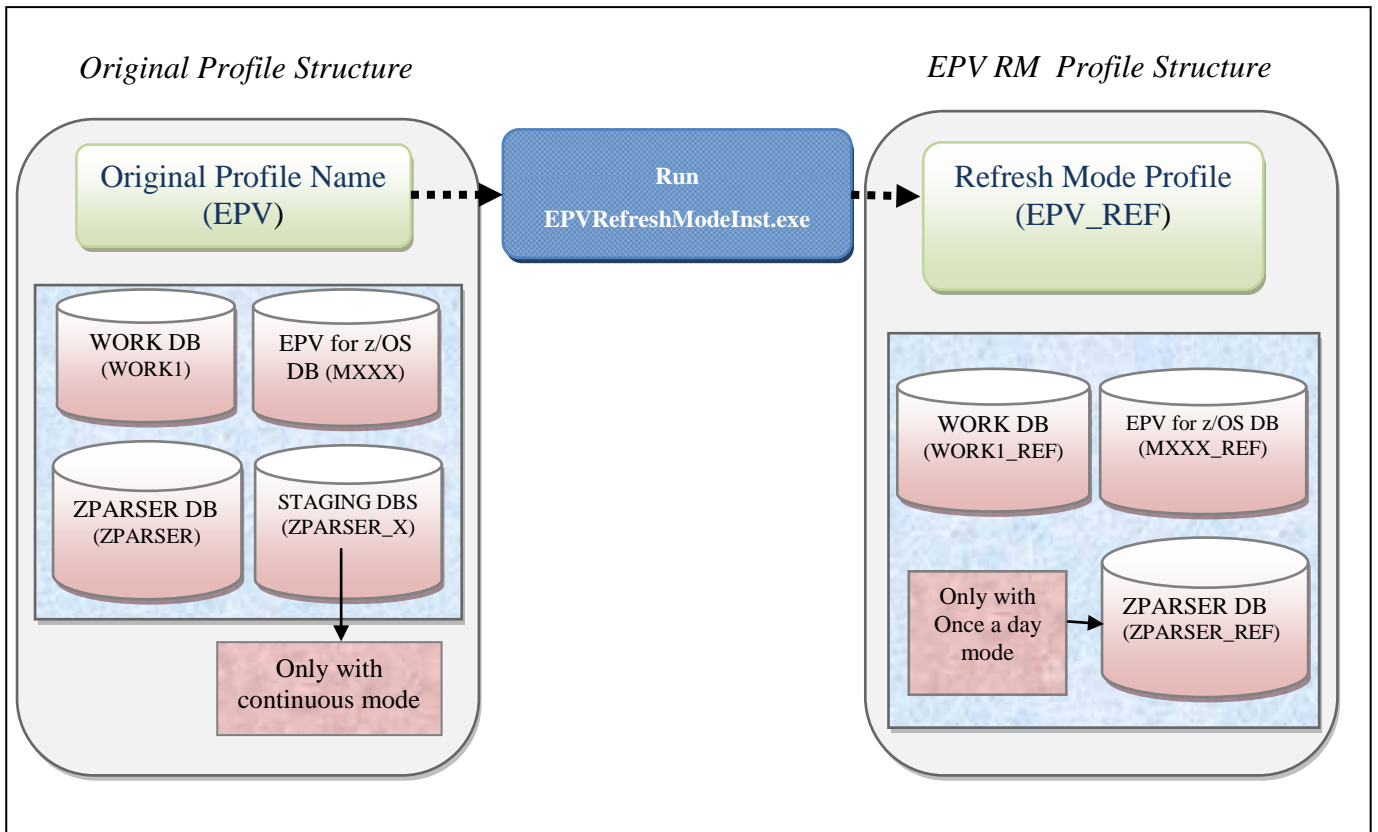 Original Profile Structure
EPV RM Profile Structure
Original Profile Name
(EPV)
Run
EPVRefreshModeInst.exe
Refresh Mode Profile
(EPV_REF)
WORK DB
(WORK1)
EPV for z/OS
DB (MXXX)
ZPARSER DB
(ZPARSER)
STAGING DBS
(ZPARSER_X)
Only with
continuous mode
WORK DB
(WORK1_REF)
EPV for z/OS DB
(MXXX_REF)
Only with
Once a day
mode
ZPARSER DB
(ZPARSER_REF)